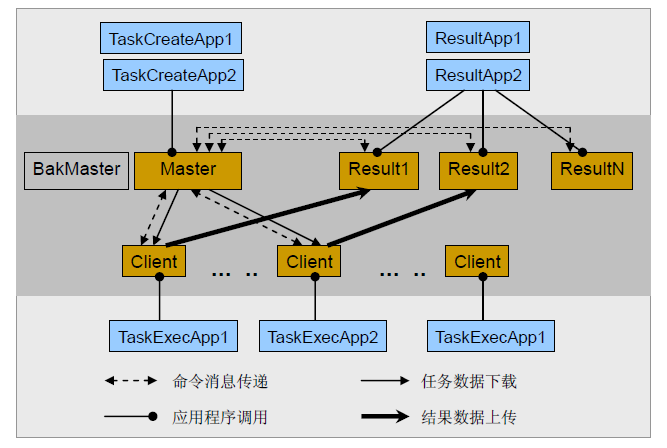 TaskCreateApp1
ResultApp1
TaskCreateApp2
ResultApp2
BakMaster
Master
Result1
Result2
ResultN
Client
... ..
Client
... ..
Client
TaskExecApp1
TaskExecApp2
TaskExecApp1
命令消息传递
任务数据下载
应用程序调用
结果数据上传